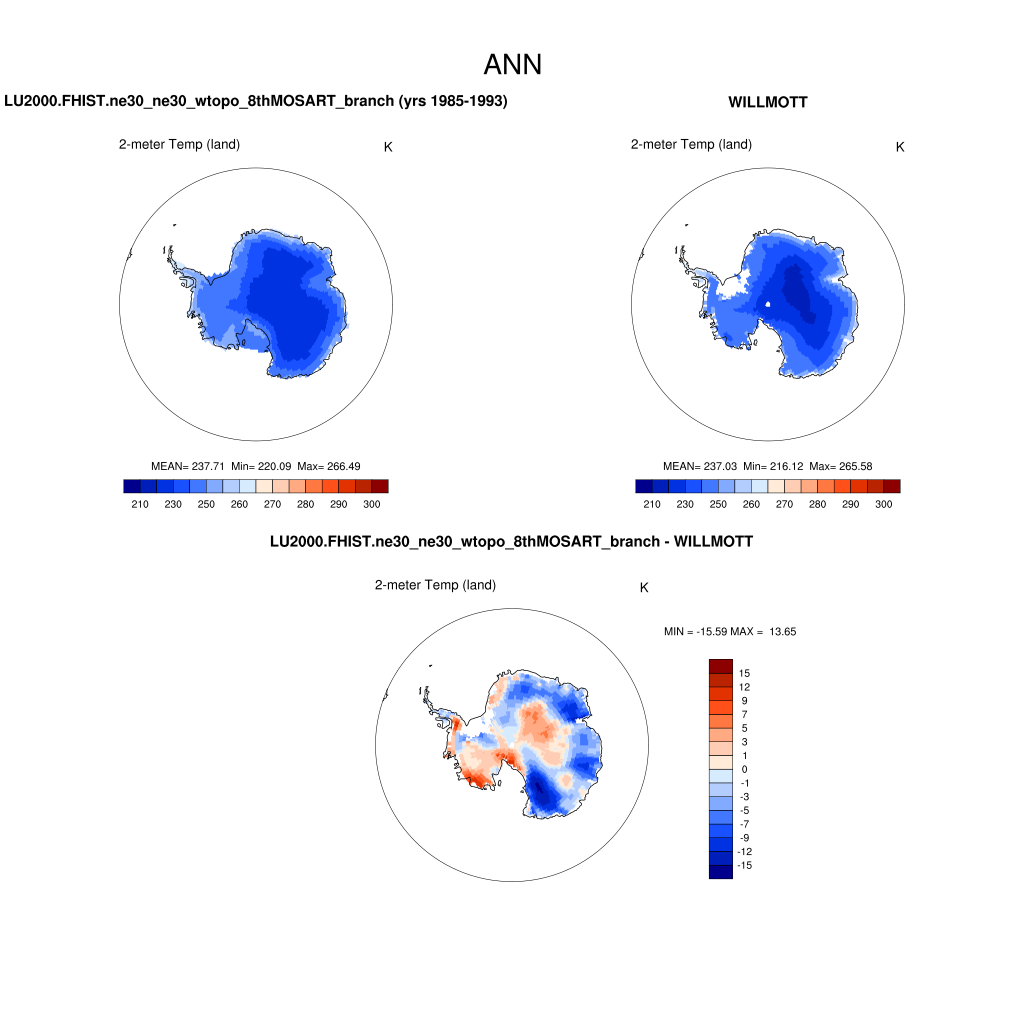 ANN
LU2000.FHIST.ne30_ne30_wtopo_8thMOSART_branch (yrs 1985-1993)
WILLMOTT
2-meter Temp (land) K
2-meter Temp (land) K
MEAN= 237.71 Min= 220.09 Max= 266.49
MEAN= 237.03 Min= 216.12 Max= 265.58
210 230 250 260 270 280 290 300
210 230 250 260 270 280 290 300
LU2000.FHIST.ne30_ne30_wtopo_8thMOSART_branch - WILLMOTT
2-meter Temp (land) K
MIN = -15.59 MAX = 13.65
15
12
9
7
5
3
1
0
-1
-3
-5
-7
-9
-12
-15